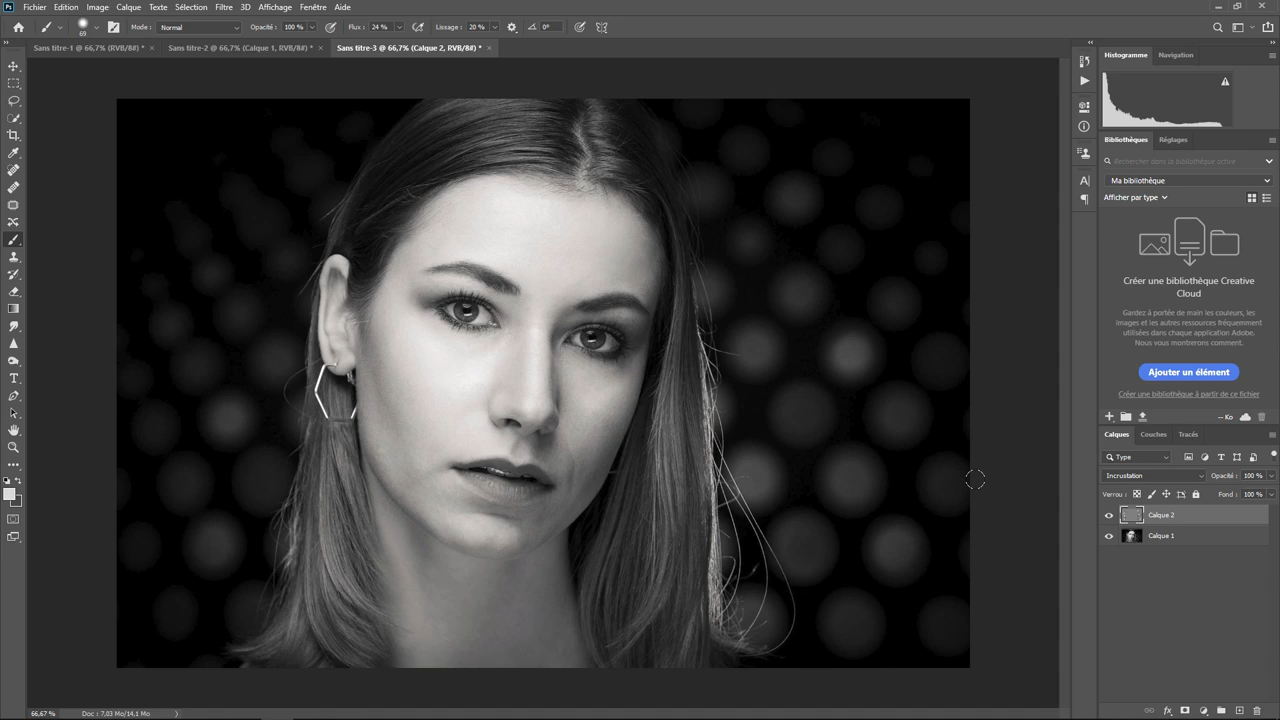 Ps Fichier Edition Image Calque Texte Sélection Filtre 3D Affichage Fenêtre Aide
69 Mode : Normal Opacité : 100 % Flux : 24 % Lissage : 20 % 0°
Sans titre-1 @ 66,7% (RVB/8#) * × Sans titre-2 @ 66,7% (Calque 1, RVB/8#) * × Sans titre-3 @ 66,7% (Calque 2, RVB/8#) * ×
Histogramme Navigation
Bibliothèques Réglages
Rechercher dans la bibliothèque active
Ma bibliothèque
Afficher par type
Créer une bibliothèque Creative
Cloud
Gardez à portée de main les couleurs, les
images et les autres ressources fréquemment
utilisées dans chaque application Adobe.
Nous vous montrerons comment.
Ajouter un élément
Créer une bibliothèque à partir de ce fichier
-- Ko
Calques Couches Tracés
Type
Incrustation Opacité : 100 %
Verrou : Fond : 100 %
Calque 2
Calque 1
66,67 % Doc : 7,03 Mo/14,1 Mo